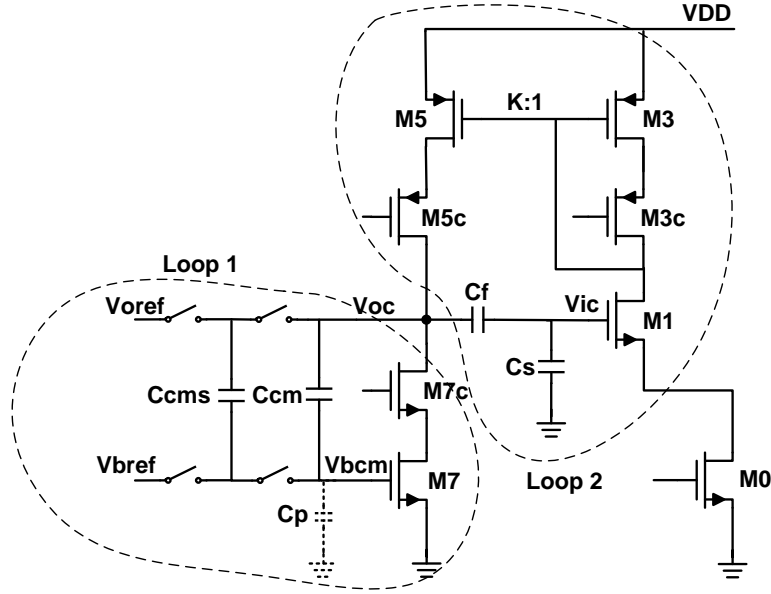 VDD
M5
K:1
M3
M5c
M3c
Loop 1
Cf
Voref
Voc
Vic
M1
Ccms
Ccm
M7c
Cs
Vbref
Vbcm
M7
Loop 2
M0
Cp